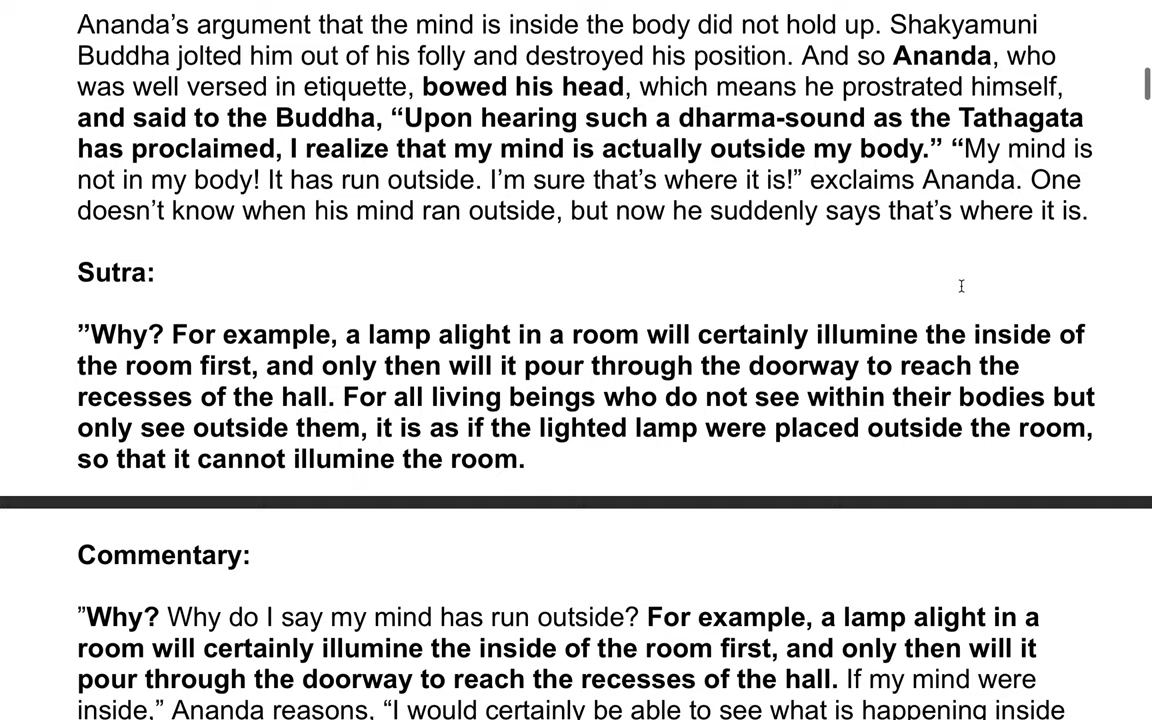 Ananda’s argument that the mind is inside the body did not hold up. Shakyamuni
Buddha jolted him out of his folly and destroyed his position. And so Ananda, who
was well versed in etiquette, bowed his head, which means he prostrated himself,
and said to the Buddha, “Upon hearing such a dharma-sound as the Tathagata
has proclaimed, I realize that my mind is actually outside my body.” “My mind is
not in my body! It has run outside. I’m sure that’s where it is!” exclaims Ananda. One
doesn’t know when his mind ran outside, but now he suddenly says that’s where it is.
Sutra:
”Why? For example, a lamp alight in a room will certainly illumine the inside of
the room first, and only then will it pour through the doorway to reach the
recesses of the hall. For all living beings who do not see within their bodies but
only see outside them, it is as if the lighted lamp were placed outside the room,
so that it cannot illumine the room.
Commentary:
”Why? Why do I say my mind has run outside? For example, a lamp alight in a
room will certainly illumine the inside of the room first, and only then will it
pour through the doorway to reach the recesses of the hall. If my mind were
inside,” Ananda reasons, “I would certainly be able to see what is happening inside